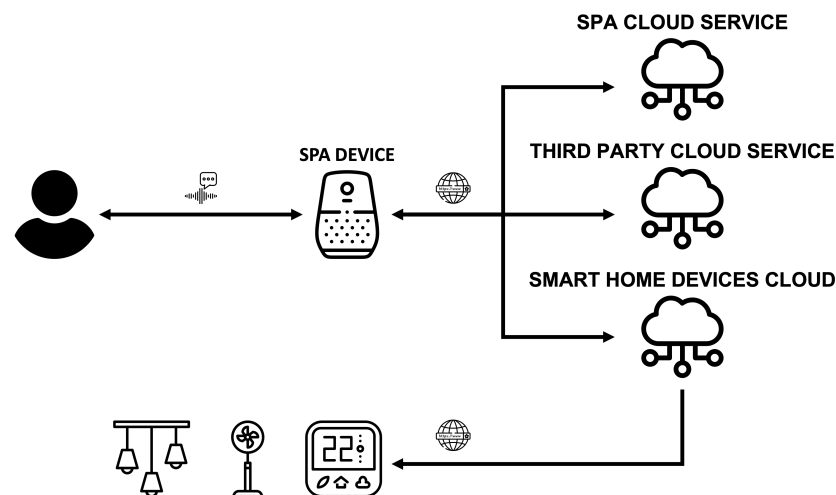 SPA CLOUD SERVICE
SPA DEVICE
THIRD PARTY CLOUD SERVICE
SMART HOME DEVICES CLOUD
22